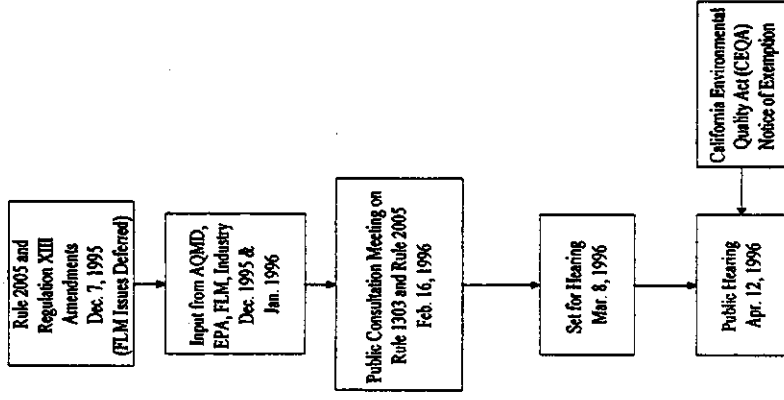 Rule 2005 and
Regulation XIII
Amendments
Dec. 7, 1995
(FLM Issues Deferred)
Input from AQMD,
EPA, FLM, Industry
Dec. 1995 &
Jan. 1996
Public Consultation Meeting on
Rule 1303 and Rule 2005
Feb. 16, 1996
Set for Hearing
Mar. 8, 1996
Public Hearing
Apr. 12, 1996
California Environmental
Quality Act (CEQA)
Notice of Exemption